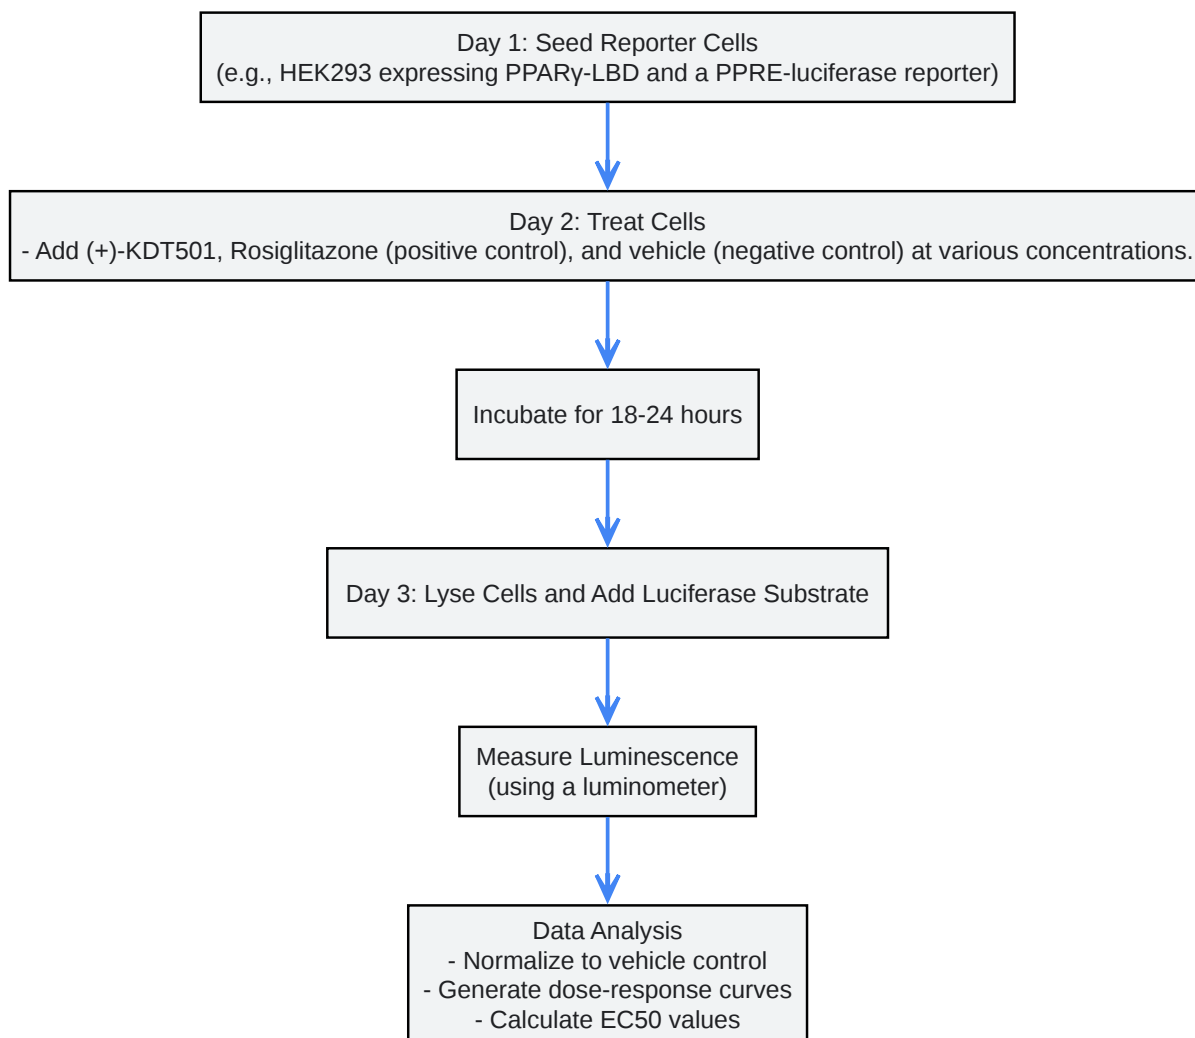 Day 1: Seed Reporter Cells
(e.g., HEK293 expressing PPARγ-LBD and a PPRE-luciferase reporter)
Day 2: Treat Cells
- Add (+)-KDT501, Rosiglitazone (positive control), and vehicle (negative control) at various concentrations.
Incubate for 18-24 hours
Day 3: Lyse Cells and Add Luciferase Substrate
Measure Luminescence
(using a luminometer)
Data Analysis
- Normalize to vehicle control
- Generate dose-response curves
- Calculate EC50 values